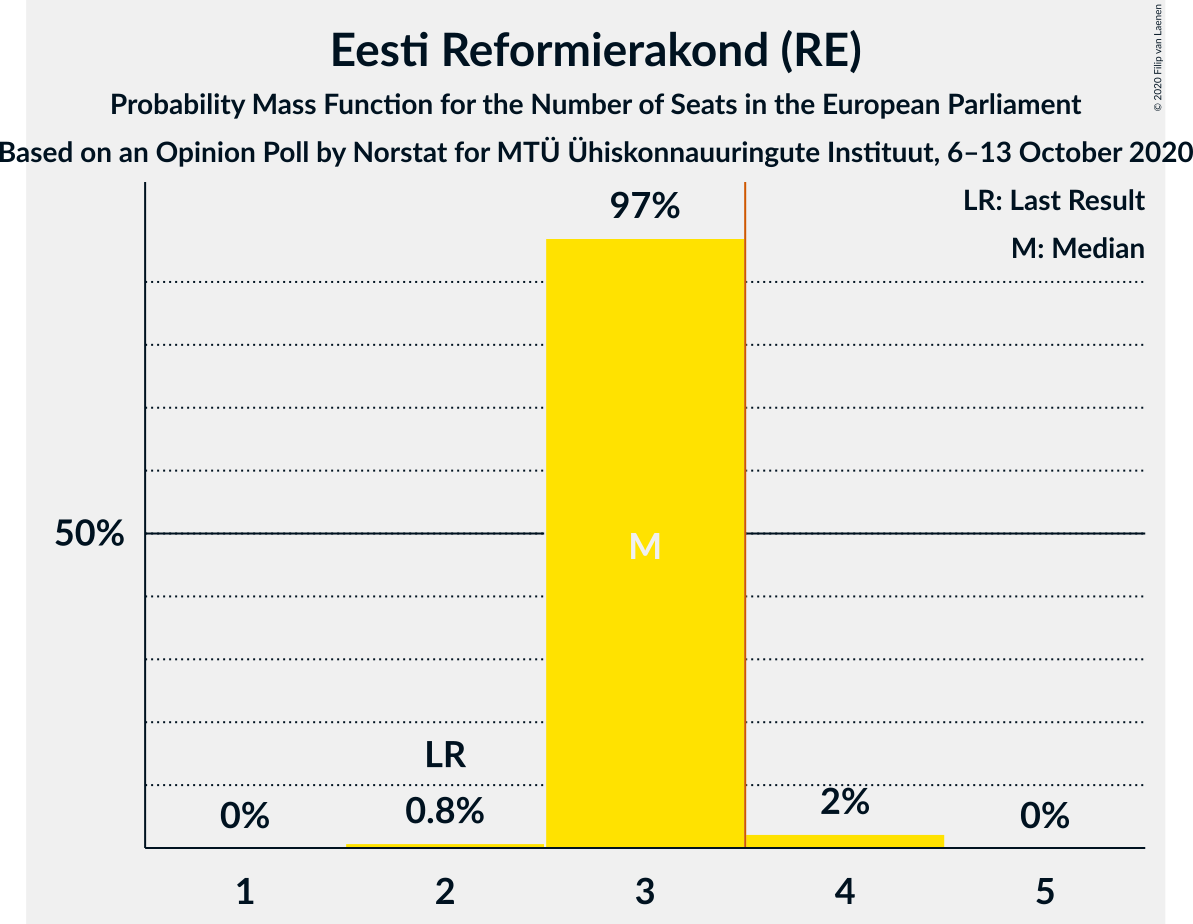 Eesti Reformierakond (RE)
Probability Mass Function for the Number of Seats in the European Parliament
Based on an Opinion Poll by Norstat for MTÜ Ühiskonnauuringute Instituut, 6–13 October 2020
© 2020 Filip van Laenen
LR: Last Result
M: Median
97%
50%
M
LR
0%
0.8%
2%
0%
1
2
3
4
5